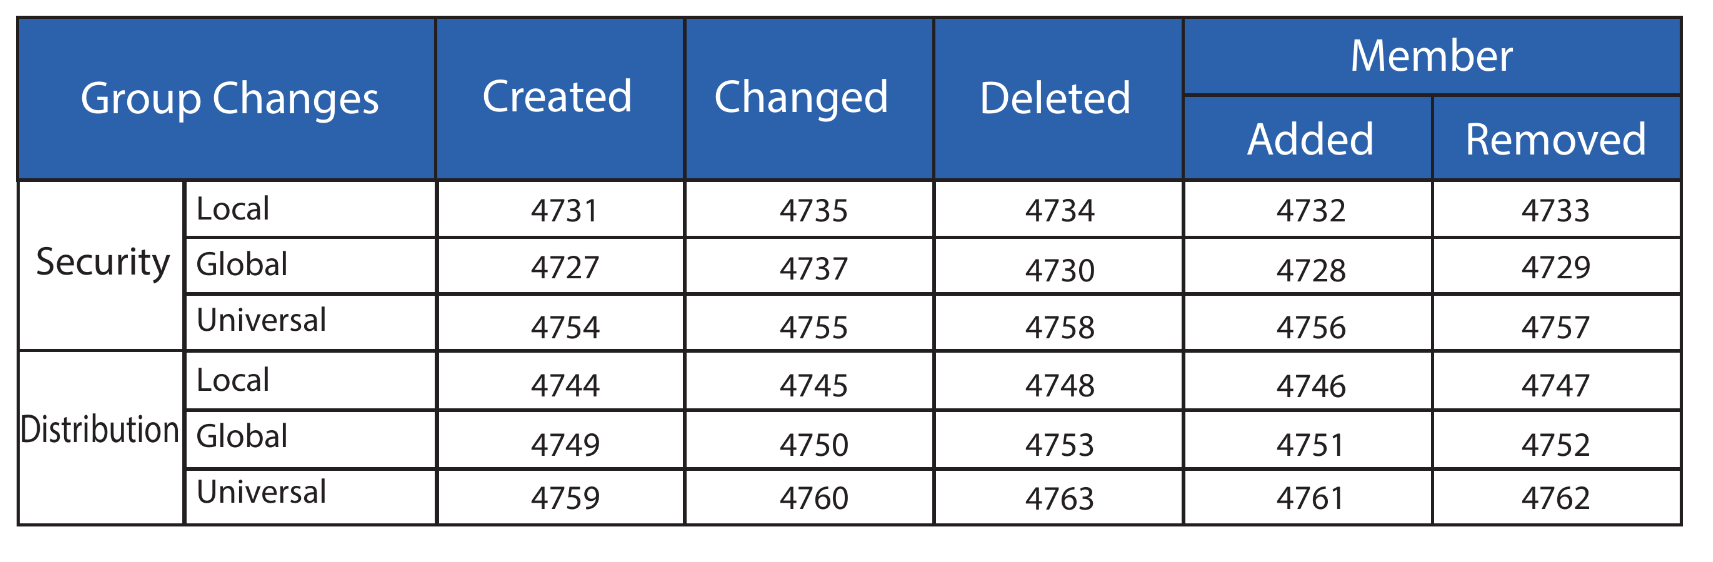 Group Changes Created Changed Deleted Member
Added Removed
Security Local 4731 4735 4734 4732 4733
Global 4727 4737 4730 4728 4729
Universal 4754 4755 4758 4756 4757
Distribution Local 4744 4745 4748 4746 4747
Global 4749 4750 4753 4751 4752
Universal 4759 4760 4763 4761 4762